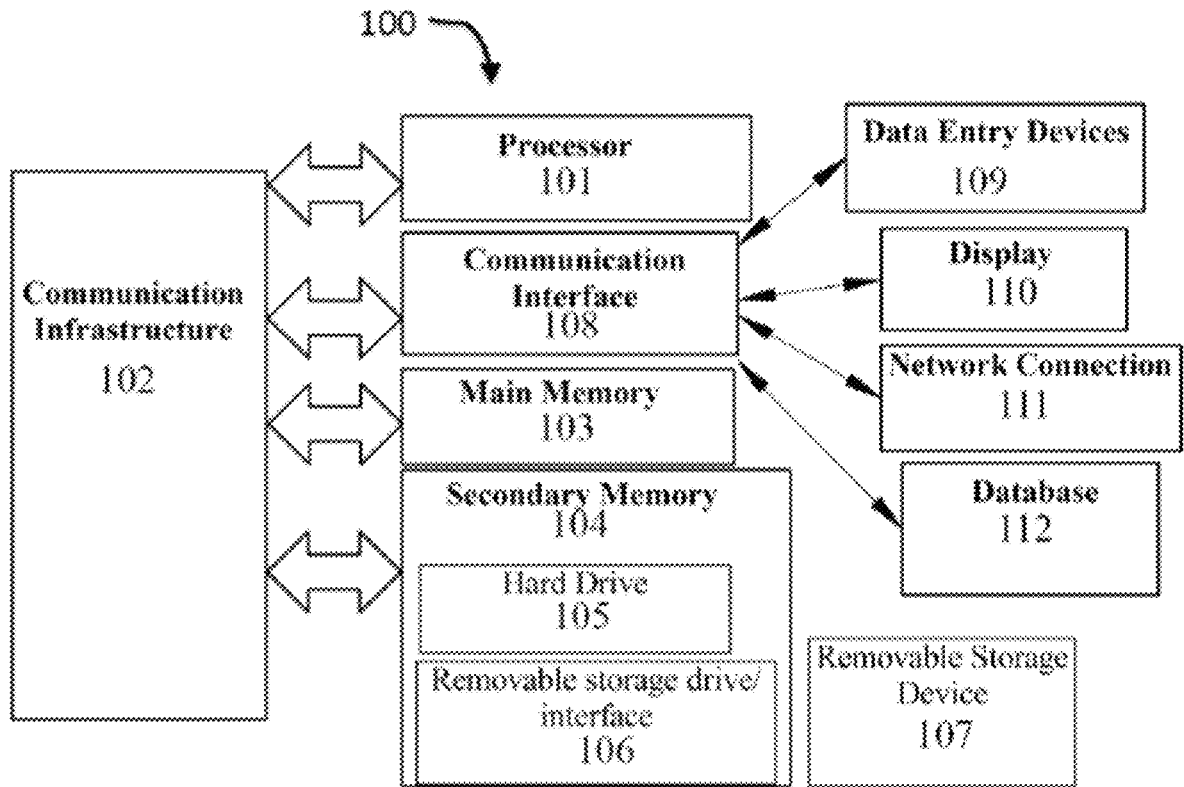 100
Processor
101
Communication
Infrastructure
102
Communication
Interface
108
Main Memory
103
Secondary Memory
104
Hard Drive
105
Removable storage drive/
interface
106
Data Entry Devices
109
Display
110
Network Connection
111
Database
112
Removable Storage
Device
107